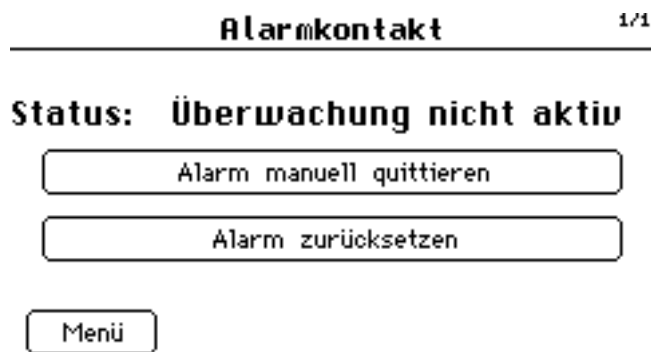 Alarmkontakt 1/1
Status: Überwachung nicht aktiv
Alarm manuell quittieren
Alarm zurücksetzen
Menü